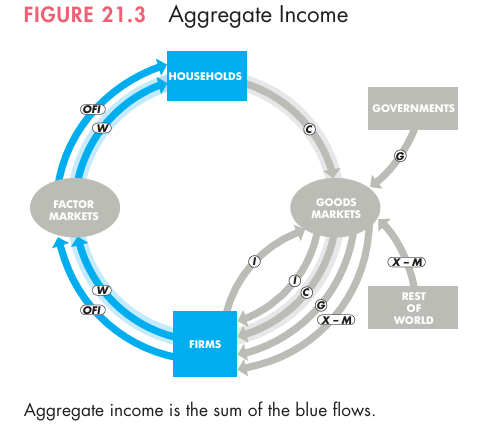 FIGURE 21.3 Aggregate Income
HOUSEHOLDS
GOVERNMENTS
OFI
W
C
G
FACTOR
MARKETS
GOODS
MARKETS
I
X – M
I
C
G
X – M
W
OFI
FIRMS
REST
OF
WORLD
Aggregate income is the sum of the blue flows.